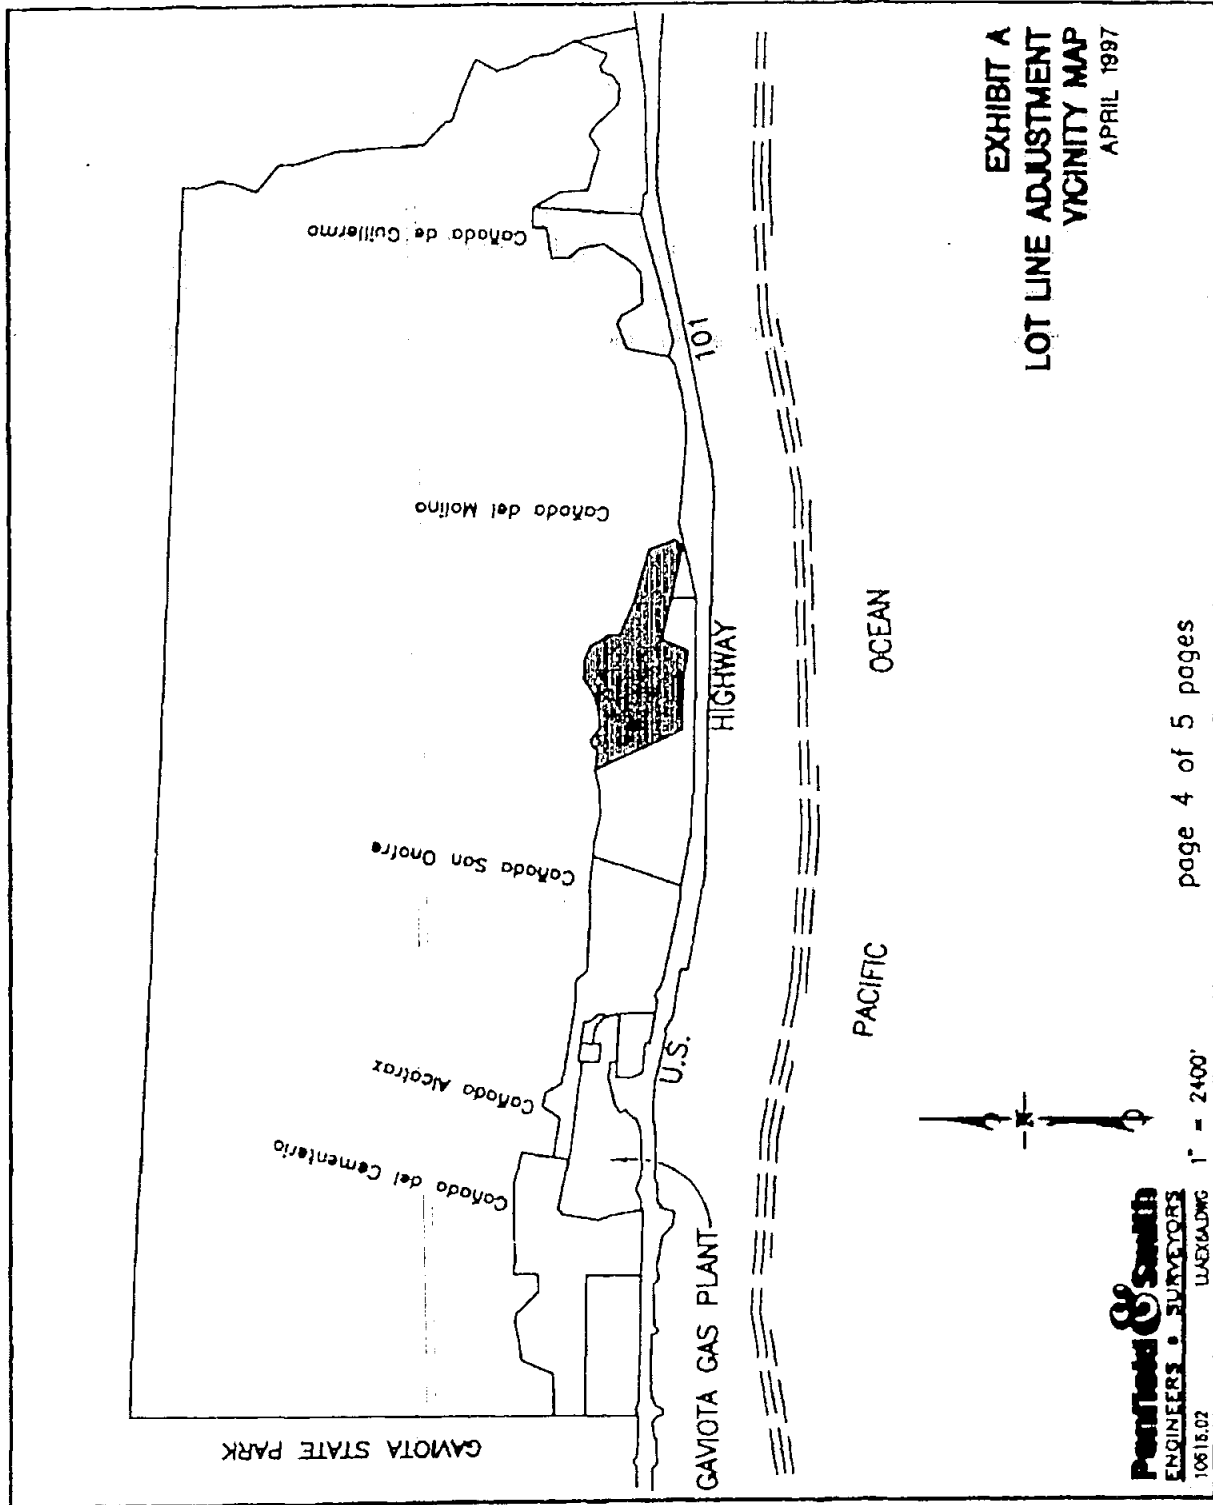 EXHIBIT A
LOT LINE ADJUSTMENT
VICINITY MAP
APRIL 1997
GAVIOTA STATE PARK
Cañada del Cementerio
Cañada Alcatraz
Cañada San Onofre
Cañada del Molino
Cañada de Guillermo
GAVIOTA GAS PLANT
U.S.
HIGHWAY
101
PACIFIC
OCEAN
N
Penfield & Smith
ENGINEERS • SURVEYORS
10615.02
LLAEX6A.DWG
1" = 2400'
page 4 of 5 pages